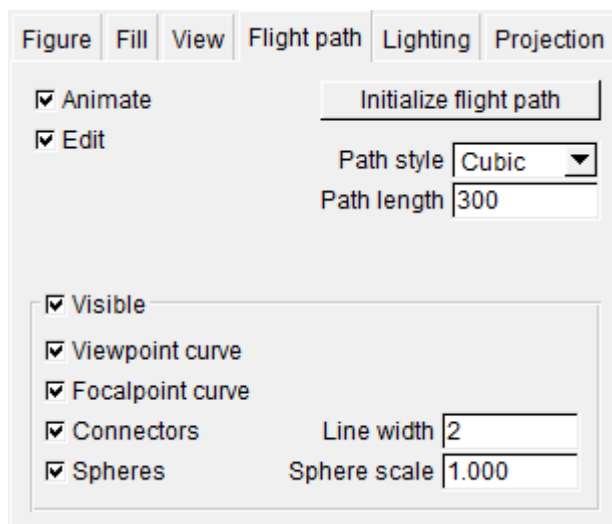 Figure Fill View Flight path Lighting Projection
Animate Initialize flight path
Edit
Path style Cubic
Path length 300
Visible
Viewpoint curve
Focalpoint curve
Connectors Line width 2
Spheres Sphere scale 1.000